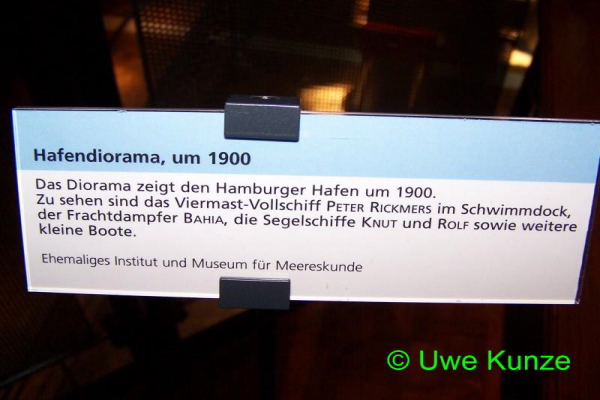 Hafendiorama, um 1900
Das Diorama zeigt den Hamburger Hafen um 1900.
Zu sehen sind das Viermast-Vollschiff PETER RICKMERS im Schwimmdock,
der Frachtdampfer BAHIA, die Segelschiffe KNUT und ROLF sowie weitere
kleine Boote.
Ehemaliges Institut und Museum für Meereskunde
© Uwe Kunze